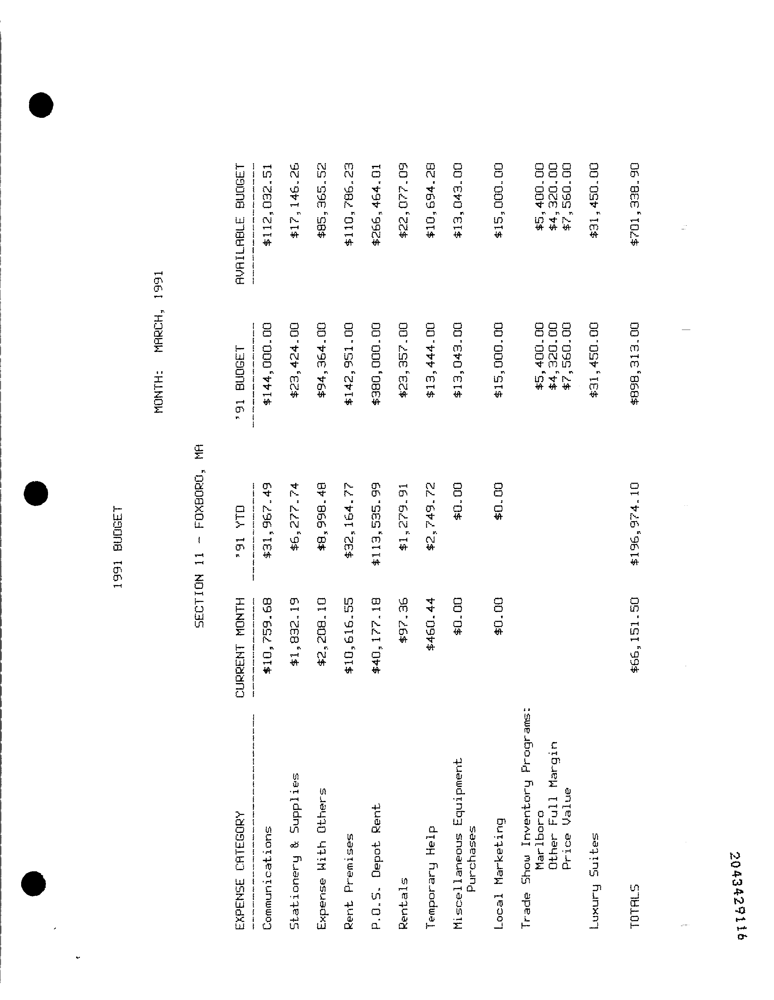 1991 BUDGET
MONTH: MARCH, 1991
SECTION 11 - FOXBORO, MA
EXPENSE CATEGORY CURRENT MONTH '91 YTD '91 BUDGET AVAILABLE BUDGET
Communications $10,759.68 $31,967.49 $144,000.00 $112,032.51
Stationery & Supplies $1,832.19 $6,277.74 $23,424.00 $17,146.26
Expense With Others $2,208.10 $8,998.48 $94,364.00 $85,365.52
Rent Premises $10,616.55 $32,164.77 $142,951.00 $110,786.23
P.O.S. Depot Rent $40,177.18 $113,535.99 $380,000.00 $266,464.01
Rentals $97.36 $1,279.91 $23,357.00 $22,077.09
Temporary Help $460.44 $2,749.72 $13,444.00 $10,694.28
Miscellaneous Equipment $0.00 $0.00 $13,043.00 $13,043.00
Purchases
Local Marketing $0.00 $0.00 $15,000.00 $15,000.00
Trade Show Inventory Programs:
Marlboro $5,400.00 $5,400.00
Other Full Margin $4,320.00 $4,320.00
Price Value $7,560.00 $7,560.00
Luxury Suites $31,450.00 $31,450.00
TOTALS $66,151.50 $196,974.10 $898,313.00 $701,338.90
2043429116